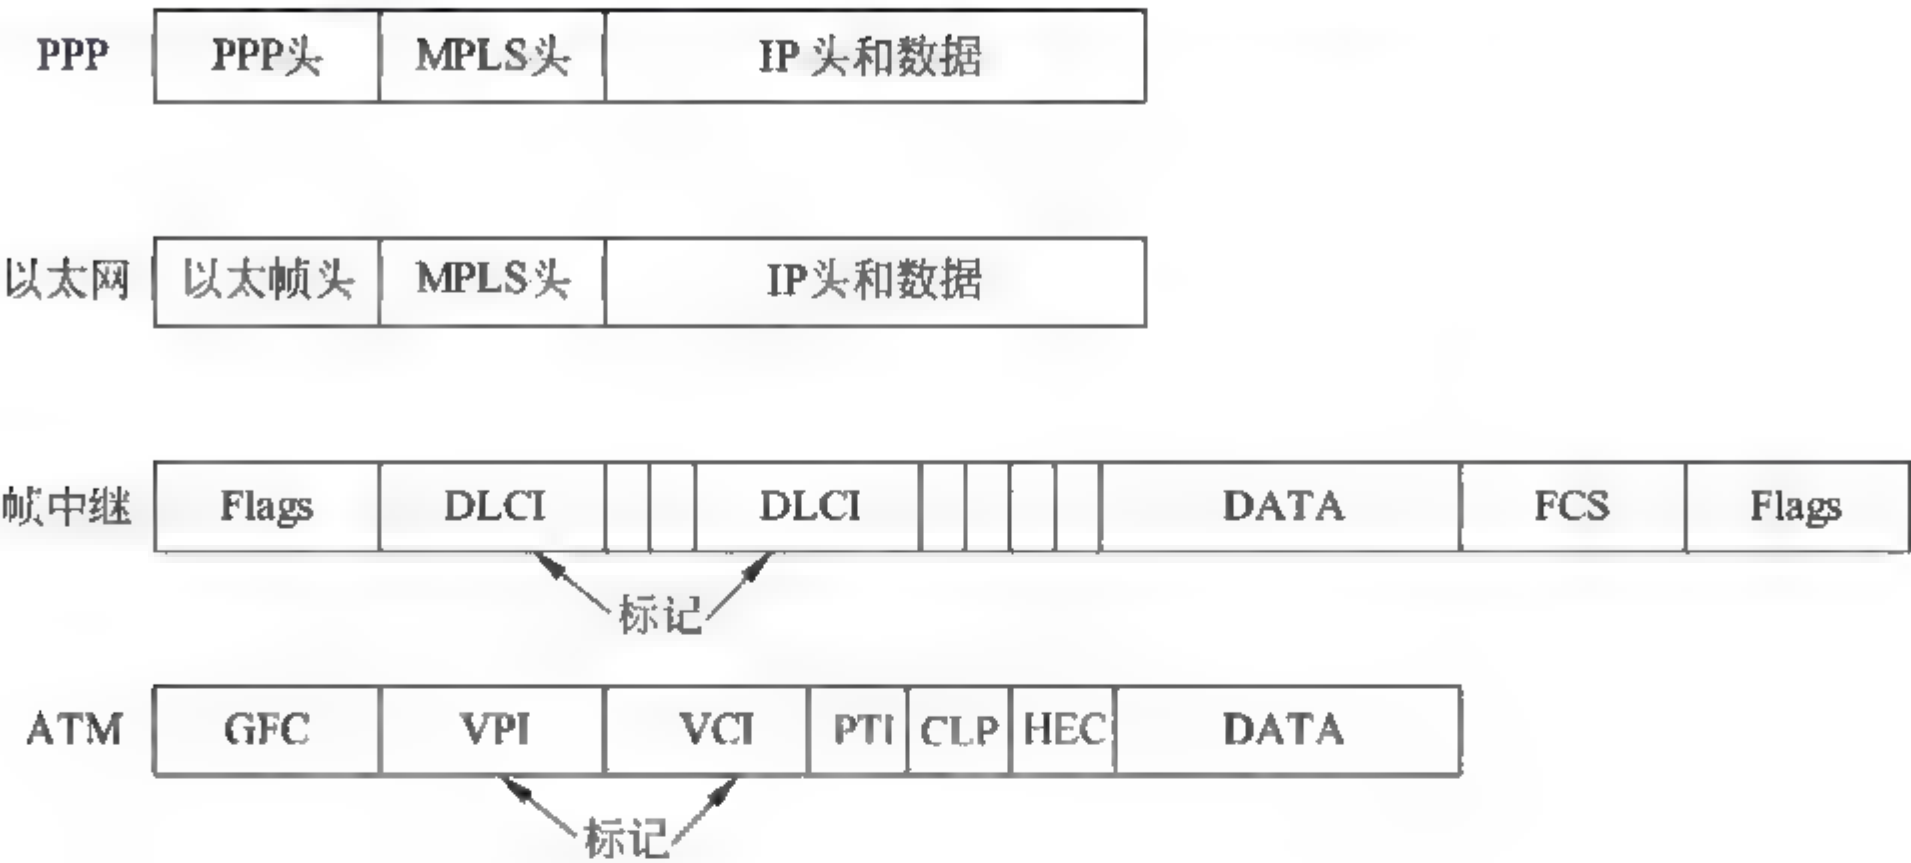 PPP PPP头 MPLS头 IP头和数据
以太网 以太帧头 MPLS头 IP头和数据
帧中继 Flags DLCI DLCI DATA FCS Flags
标记
ATM GFC VPI VCI PTI CLP HEC DATA
标记